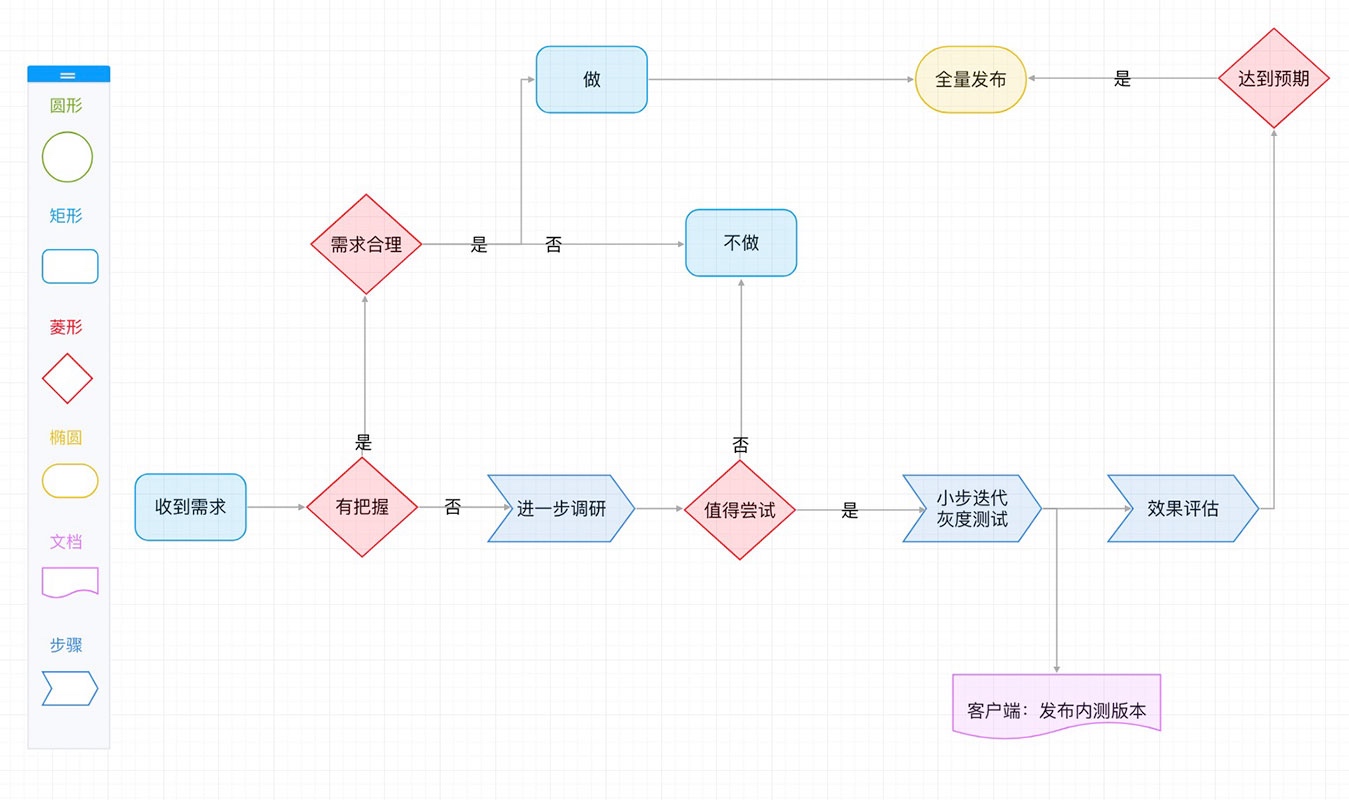 圆形
矩形
菱形
椭圆
文档
步骤
做
全量发布
是
达到预期
需求合理
是
否
不做
是
否
收到需求
有把握
否
进一步调研
值得尝试
是
小步迭代
灰度测试
效果评估
客户端：发布内测版本